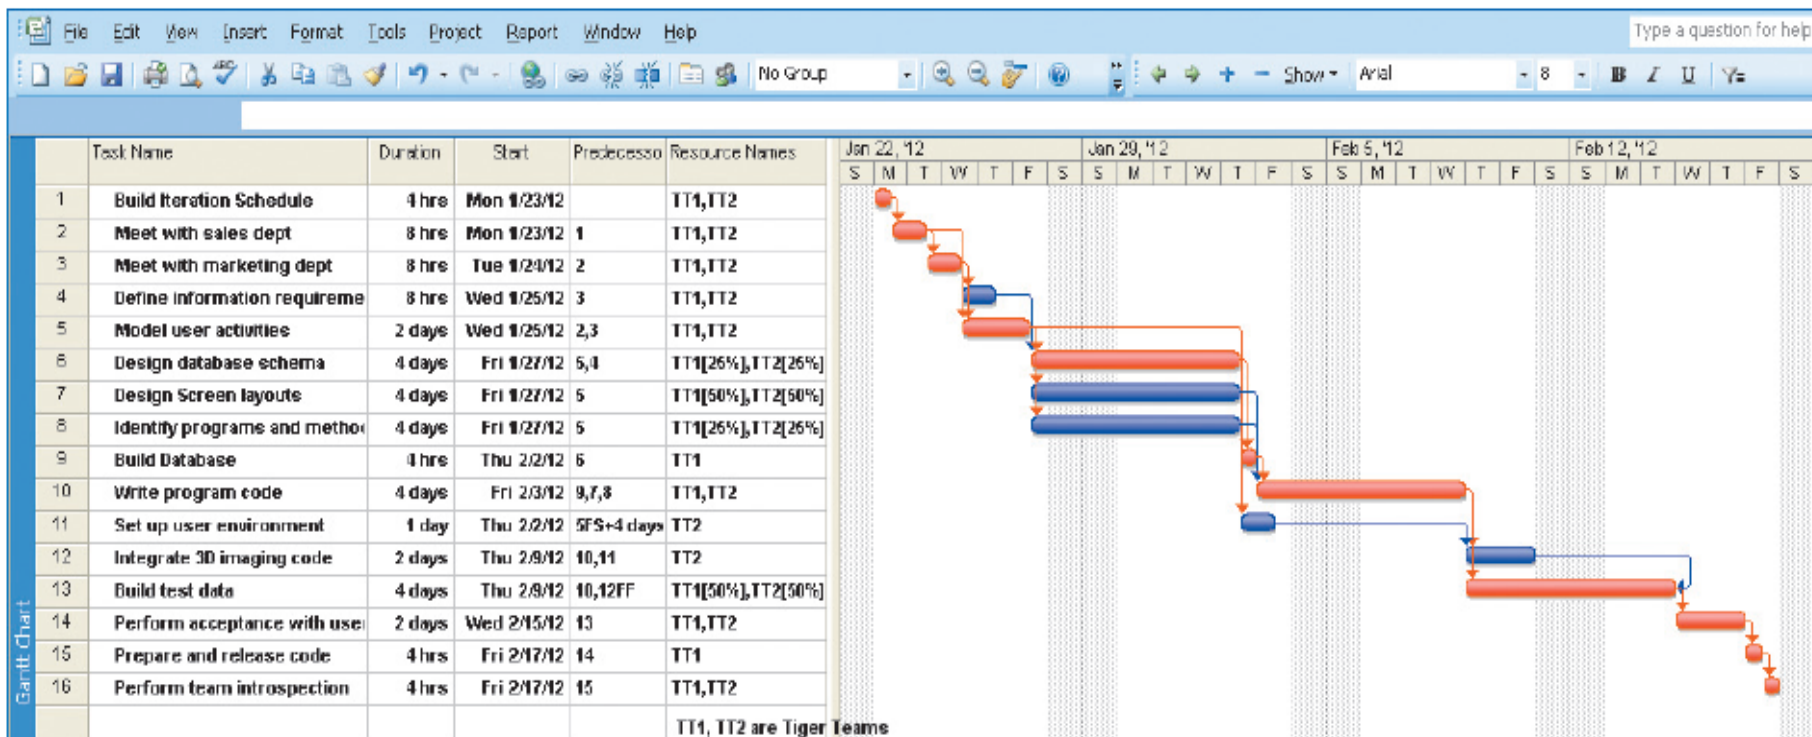 File Edit View Insert Format Tools Project Report Window Help Type a question for help
No Group Show Arial 8 B I U
Task Name Duration Start Predecesso Resource Names Jan 22, '12 Jan 29, '12 Feb 5, '12 Feb 12, '12
S M T W T F S S M T W T F S S M T W T F S S M T W T F S
1 Build Iteration Schedule 4 hrs Mon 1/23/12 TT1,TT2
2 Meet with sales dept 8 hrs Mon 1/23/12 1 TT1,TT2
3 Meet with marketing dept 8 hrs Tue 1/24/12 2 TT1,TT2
4 Define information requireme 8 hrs Wed 1/25/12 3 TT1,TT2
5 Model user activities 2 days Wed 1/25/12 2,3 TT1,TT2
6 Design database schema 4 days Fri 1/27/12 5,4 TT1[25%],TT2[25%]
7 Design Screen layouts 4 days Fri 1/27/12 5 TT1[50%],TT2[50%]
8 Identify programs and metho 4 days Fri 1/27/12 5 TT1[25%],TT2[25%]
9 Build Database 4 hrs Thu 2/2/12 6 TT1
10 Write program code 4 days Fri 2/3/12 9,7,8 TT1,TT2
11 Set up user environment 1 day Thu 2/2/12 5FS+4 days TT2
12 Integrate 3D imaging code 2 days Thu 2/9/12 10,11 TT2
13 Build test data 4 days Thu 2/9/12 10,12FF TT1[50%],TT2[50%]
14 Perform acceptance with use 2 days Wed 2/15/12 13 TT1,TT2
15 Prepare and release code 4 hrs Fri 2/17/12 14 TT1
16 Perform team introspection 4 hrs Fri 2/17/12 15 TT1,TT2
TT1, TT2 are Tiger Teams
Gantt Chart